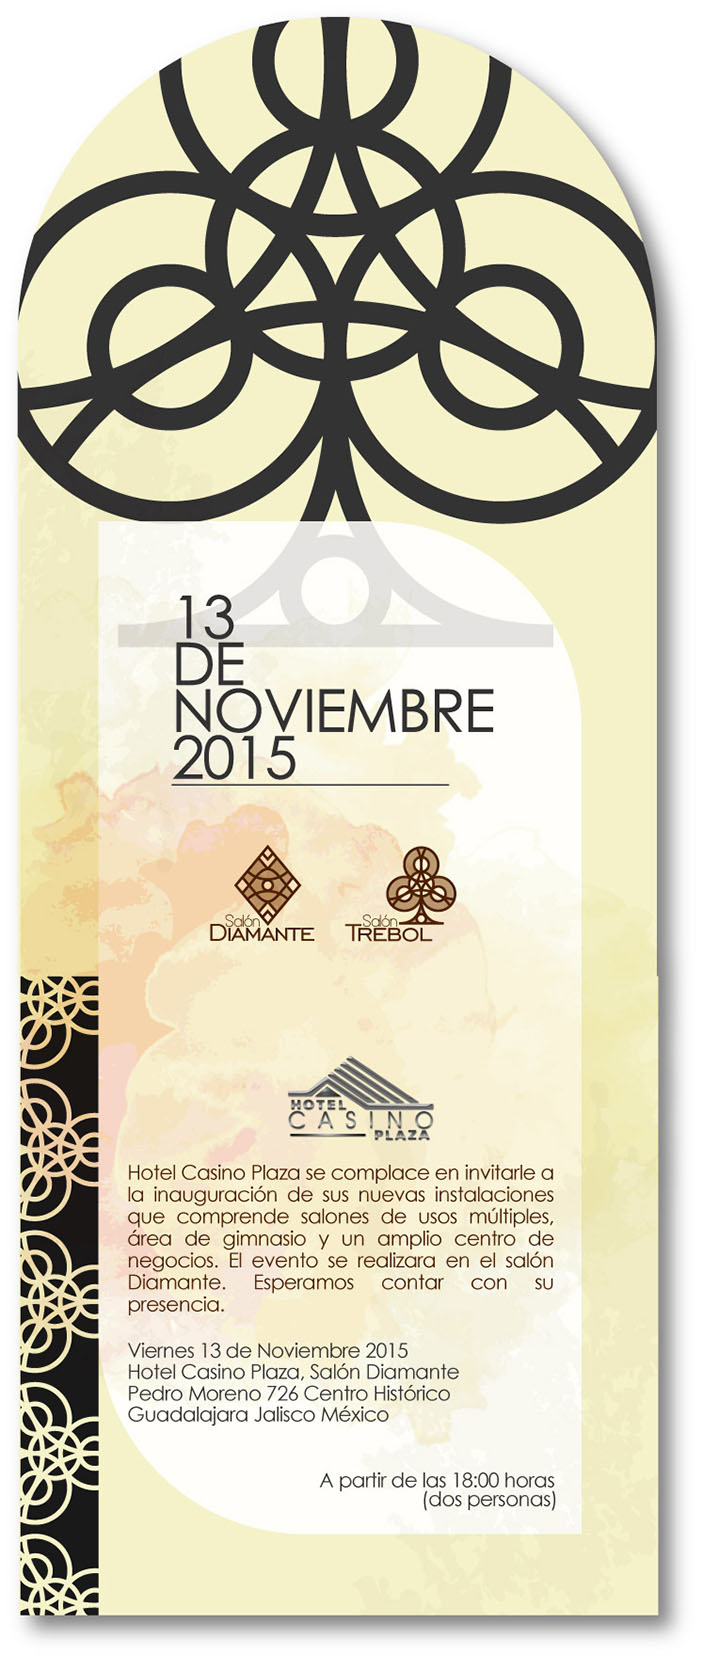 13
DE
NOVIEMBRE
2015
Salón
DIAMANTE
Salón
TREBOL
HOTEL
CASINO
PLAZA
Hotel Casino Plaza se complace en invitarle a
la inauguración de sus nuevas instalaciones
que comprende salones de usos múltiples,
área de gimnasio y un amplio centro de
negocios. El evento se realizara en el salón
Diamante. Esperamos contar con su
presencia.
Viernes 13 de Noviembre 2015
Hotel Casino Plaza, Salón Diamante
Pedro Moreno 726 Centro Histórico
Guadalajara Jalisco México
A partir de las 18:00 horas
(dos personas)